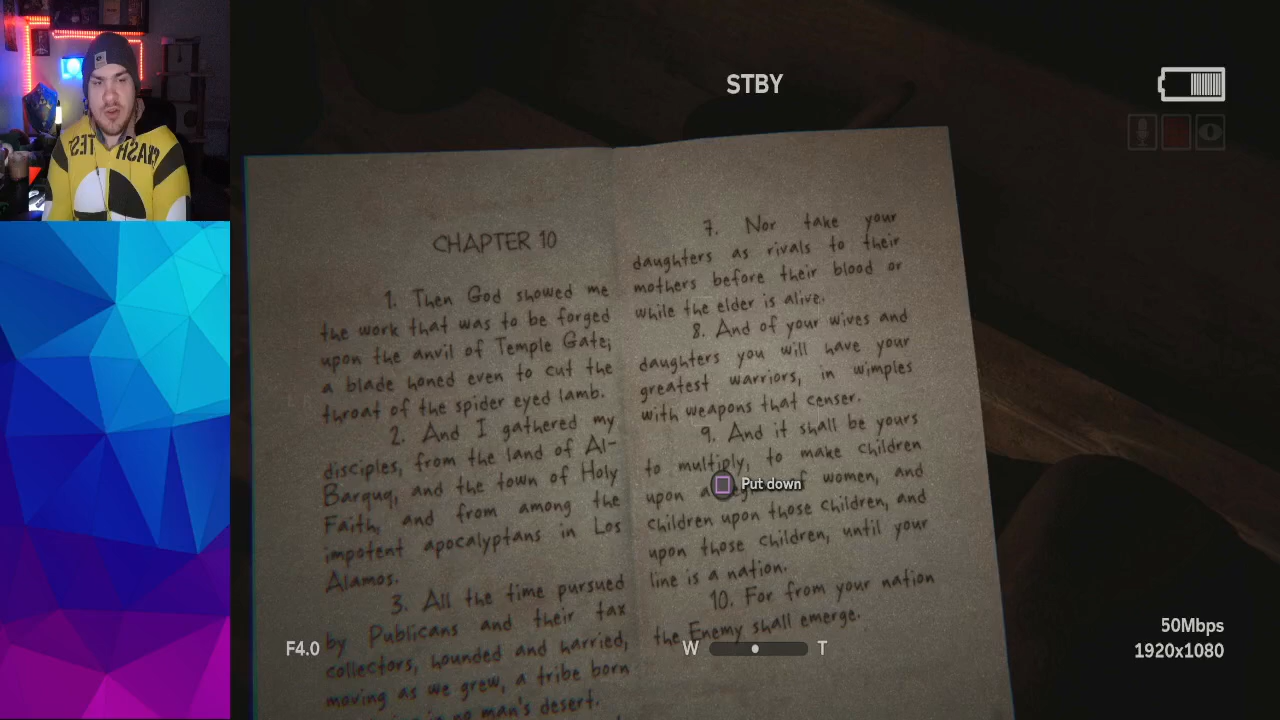 CRASH TEST
STBY
CHAPTER 10
1. Then God showed me
the work that was to be forged
upon the anvil of Temple Gate;
a blade honed even to cut the
throat of the spider eyed lamb.
2. And I gathered my
disciples, from the land of Al-
Barquq, and the town of Holy
Faith, and from among the
impotent apocalyptans in Los
Alamos.
3. All the time pursued
by Publicans and their tax
collectors, hounded and harried,
moving as we grew, a tribe born
in no man's desert.
7. Nor take your
daughters as rivals to their
mothers before their blood or
while the elder is alive.
8. And of your wives and
daughters you will have your
greatest warriors, in wimples
with weapons that censer.
9. And it shall be yours
to multiply, to make children
upon a of women, and
children upon those children, and
upon those children, until your
line is a nation.
10. For from your nation
the Enemy shall emerge.
Put down
F4.0
W T
50Mbps
1920x1080